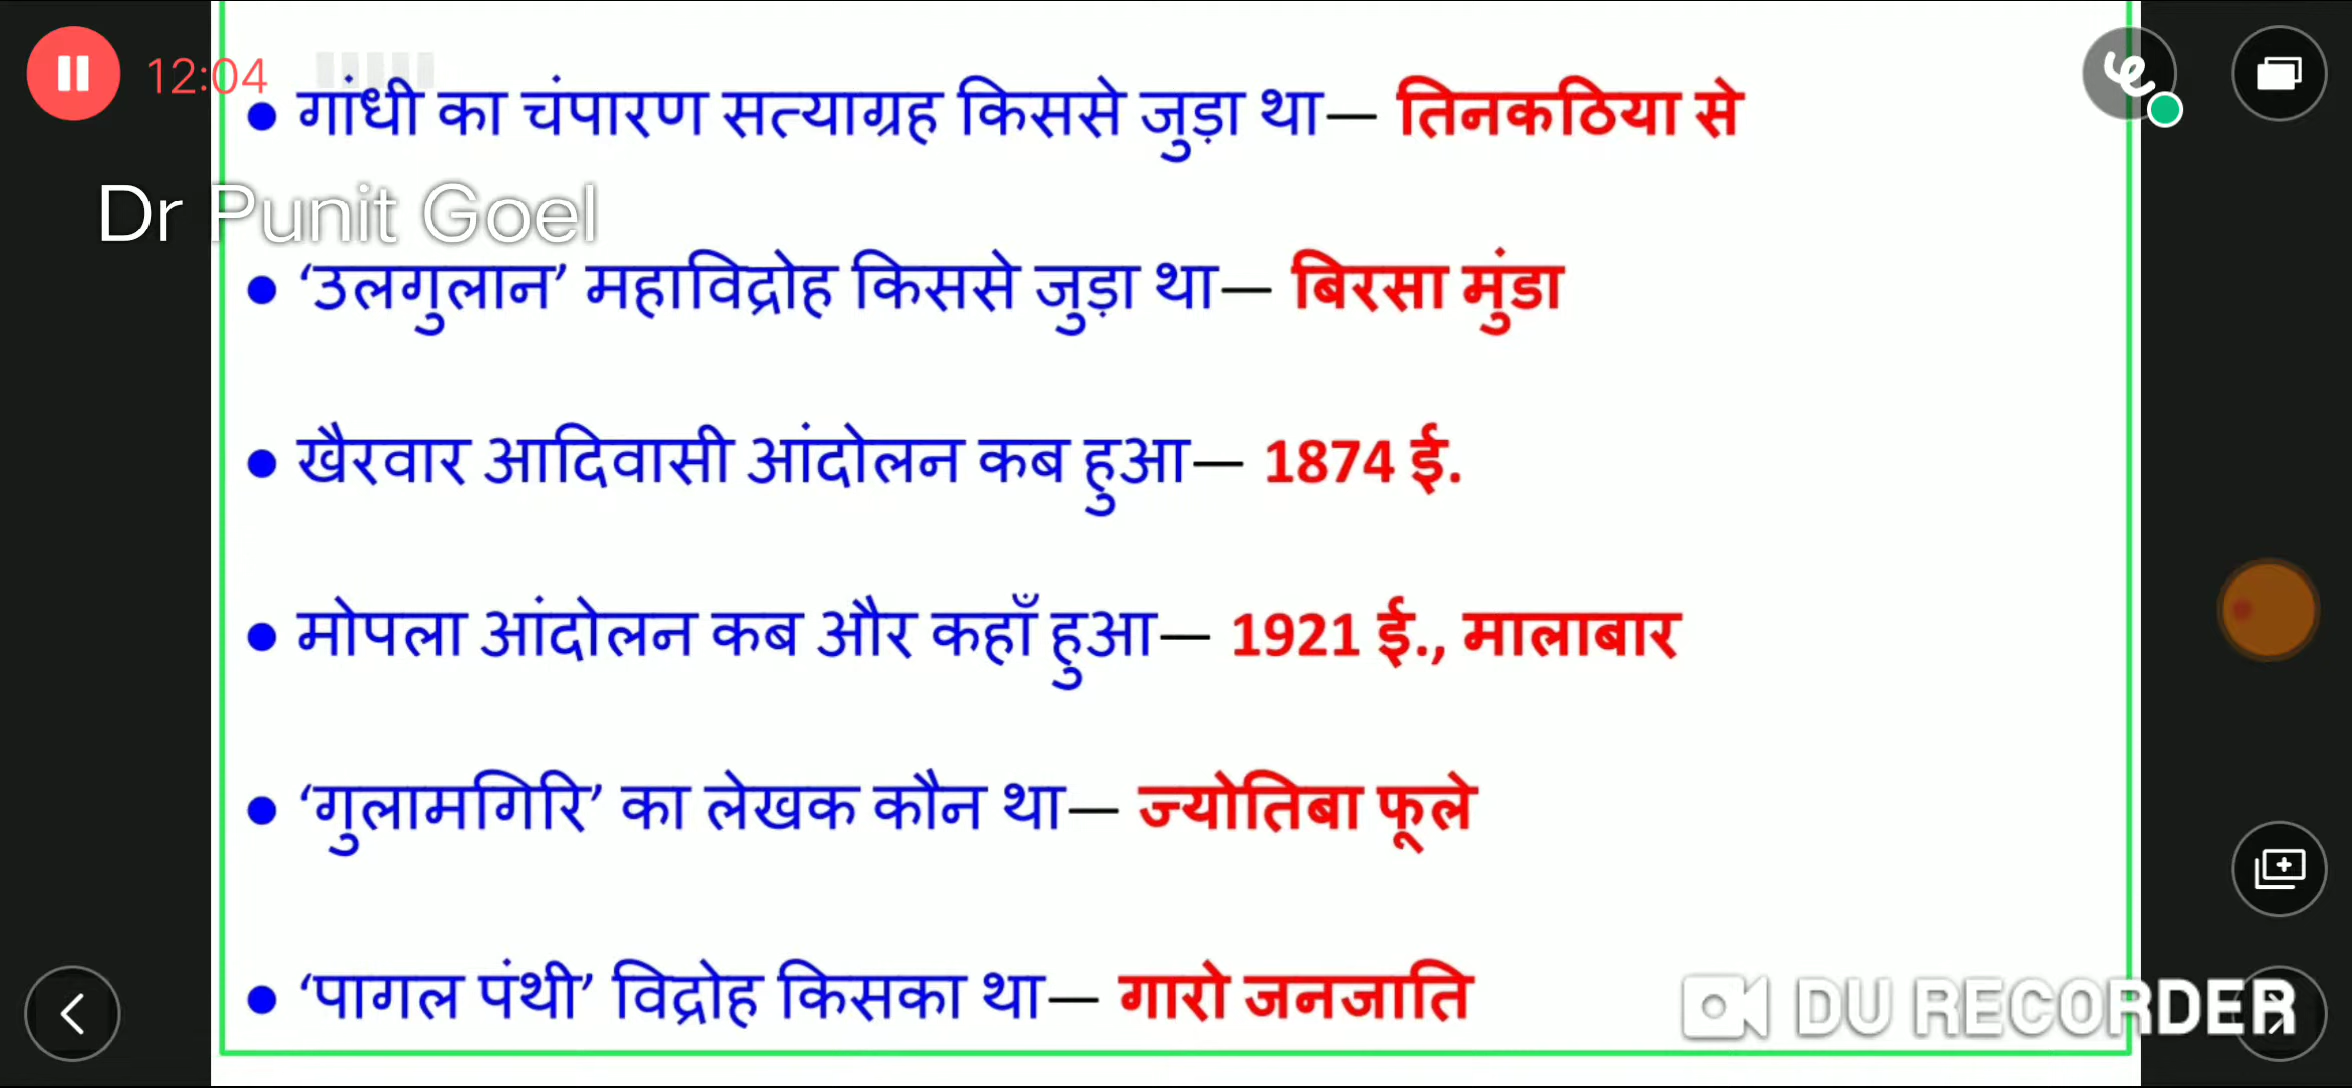 12:04
● गांधी का चंपारण सत्याग्रह किससे जुड़ा था— तिनकठिया से
Dr Punit Goel
● ‘उलगुलान’ महाविद्रोह किससे जुड़ा था— बिरसा मुंडा
● खैरवार आदिवासी आंदोलन कब हुआ— 1874 ई.
● मोपला आंदोलन कब और कहाँ हुआ— 1921 ई., मालाबार
● ‘गुलामगिरि’ का लेखक कौन था— ज्योतिबा फूले
● ‘पागल पंथी’ विद्रोह किसका था— गारो जनजाति
DU RECORDER